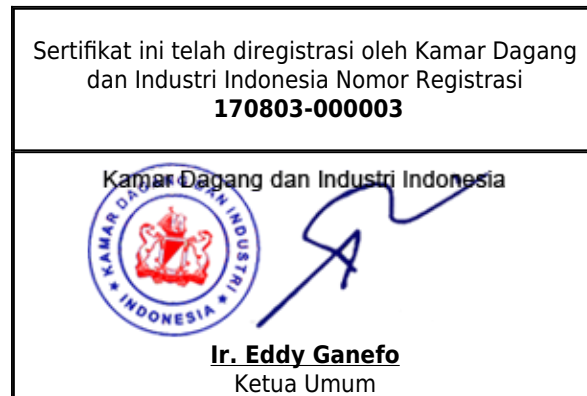 Sertifikat ini telah diregistrasi oleh Kamar Dagang
dan Industri Indonesia Nomor Registrasi
170803-000003
Kamar Dagang dan Industri Indonesia
KAMAR DAGANG DAN INDUSTRI
INDONESIA
Ir. Eddy Ganefo
Ketua Umum